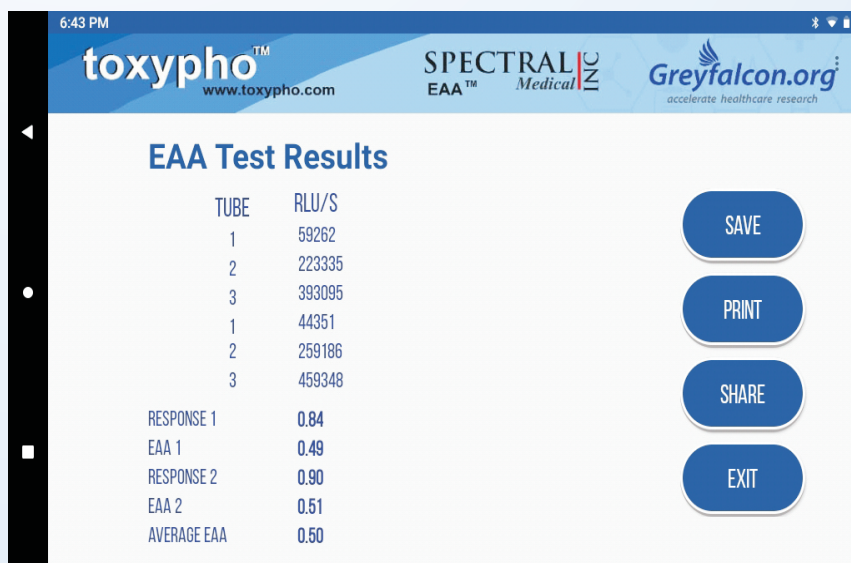 6:43 PM
toxypho™
www.toxypho.com
SPECTRAL
Medical INC
EAA™
Greyfalcon.org
accelerate healthcare research
EAA Test Results
TUBE RLU/S
1 59262
2 223335
3 393095
1 44351
2 259186
3 459348
RESPONSE 1 0.84
EAA 1 0.49
RESPONSE 2 0.90
EAA 2 0.51
AVERAGE EAA 0.50
SAVE
PRINT
SHARE
EXIT